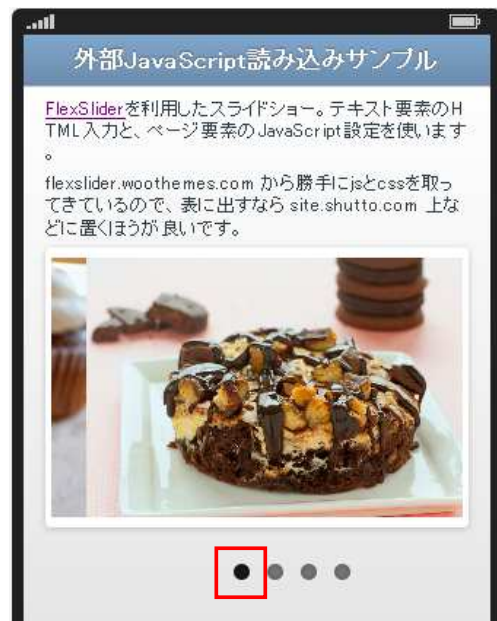 外部JavaScript読み込みサンプル
FlexSliderを利用したスライドショー。テキスト要素のH
TML入力と、ページ要素のJavaScript設定を使います
。
flexslider.woothemes.com から勝手にjsとcssを取っ
てきているので、表に出すなら site.shutto.com 上な
どに置くほうが良いです。